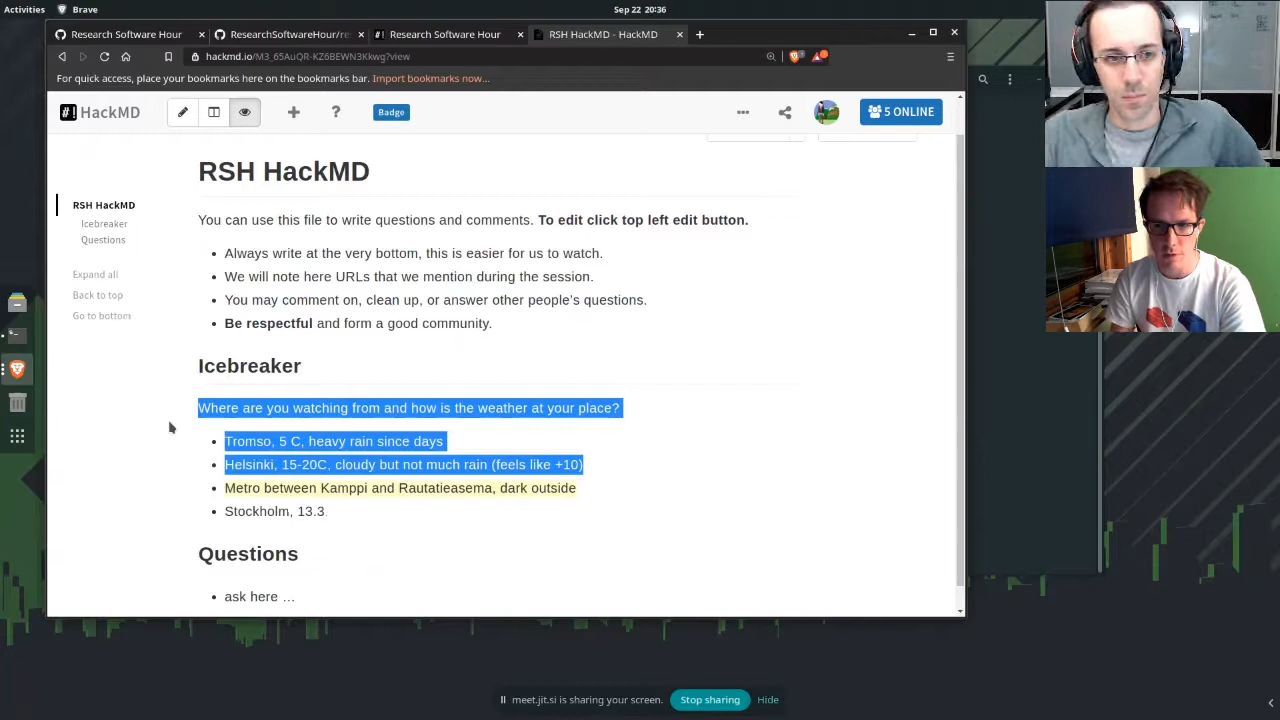 Activities
Brave
Sep 22 20:36
Research Software Hour
ResearchSoftwareHour/re
Research Software Hour
RSH HackMD - HackMD
hackmd.io/M3_65AuQR-KZ6BEWN3Kkwg?view
For quick access, place your bookmarks here on the bookmarks bar. Import bookmarks now...
HackMD
Badge
5 ONLINE
RSH HackMD
Icebreaker
Questions
Expand all
Back to top
Go to bottom
RSH HackMD
You can use this file to write questions and comments. To edit click top left edit button.
• Always write at the very bottom, this is easier for us to watch.
• We will note here URLs that we mention during the session.
• You may comment on, clean up, or answer other people's questions.
• Be respectful and form a good community.
Icebreaker
Where are you watching from and how is the weather at your place?
• Tromso, 5 C, heavy rain since days
• Helsinki, 15-20C, cloudy but not much rain (feels like +10)
• Metro between Kamppi and Rautatieasema, dark outside
• Stockholm, 13.3
Questions
• ask here …
meet.jit.si is sharing your screen.
Stop sharing
Hide